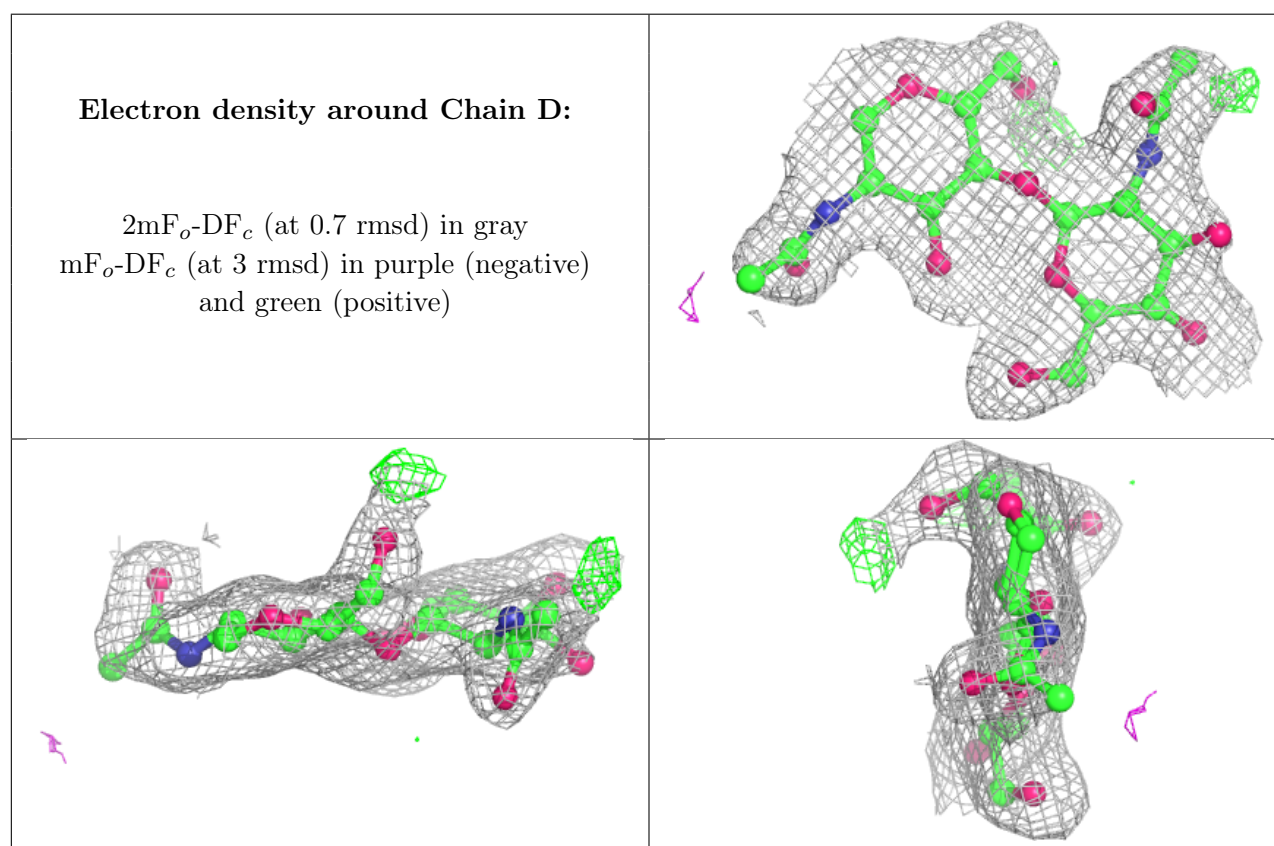 Electron density around Chain D:
2mFo-DFc (at 0.7 rmsd) in gray
mFo-DFc (at 3 rmsd) in purple (negative)
and green (positive)